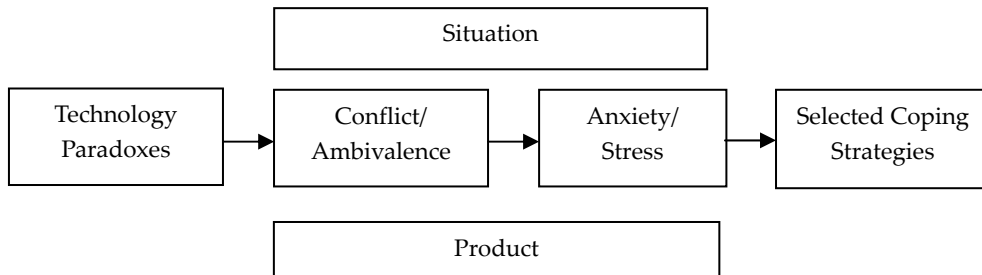 Situation
Technology
Paradoxes
Conflict/
Ambivalence
Anxiety/
Stress
Selected Coping
Strategies
Product